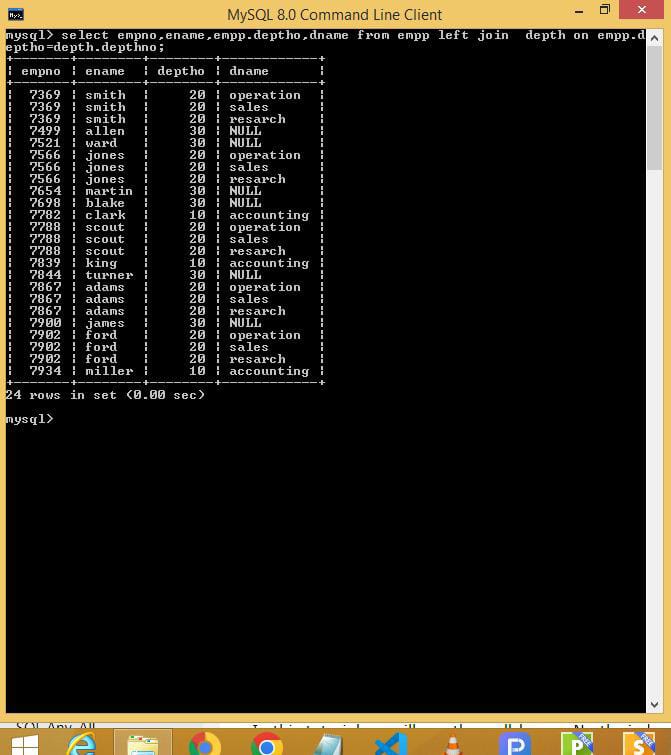 MySQL 8.0 Command Line Client
mysql> select empno,ename,empp.deptho,dname from empp left join  depth on empp.d
eptho=depth.depthno;
+-------+--------+--------+------------+
| empno | ename  | deptho | dname      |
+-------+--------+--------+------------+
|  7369 | smith  |     20 | operation  |
|  7369 | smith  |     20 | sales      |
|  7369 | smith  |     20 | resarch    |
|  7499 | allen  |     30 | NULL       |
|  7521 | ward   |     30 | NULL       |
|  7566 | jones  |     20 | operation  |
|  7566 | jones  |     20 | sales      |
|  7566 | jones  |     20 | resarch    |
|  7654 | martin |     30 | NULL       |
|  7698 | blake  |     30 | NULL       |
|  7782 | clark  |     10 | accounting |
|  7788 | scout  |     20 | operation  |
|  7788 | scout  |     20 | sales      |
|  7788 | scout  |     20 | resarch    |
|  7839 | king   |     10 | accounting |
|  7844 | turner |     30 | NULL       |
|  7867 | adams  |     20 | operation  |
|  7867 | adams  |     20 | sales      |
|  7867 | adams  |     20 | resarch    |
|  7900 | james  |     30 | NULL       |
|  7902 | ford   |     20 | operation  |
|  7902 | ford   |     20 | sales      |
|  7902 | ford   |     20 | resarch    |
|  7934 | miller |     10 | accounting |
+-------+--------+--------+------------+
24 rows in set (0.00 sec)
mysql>
SQL Any, All